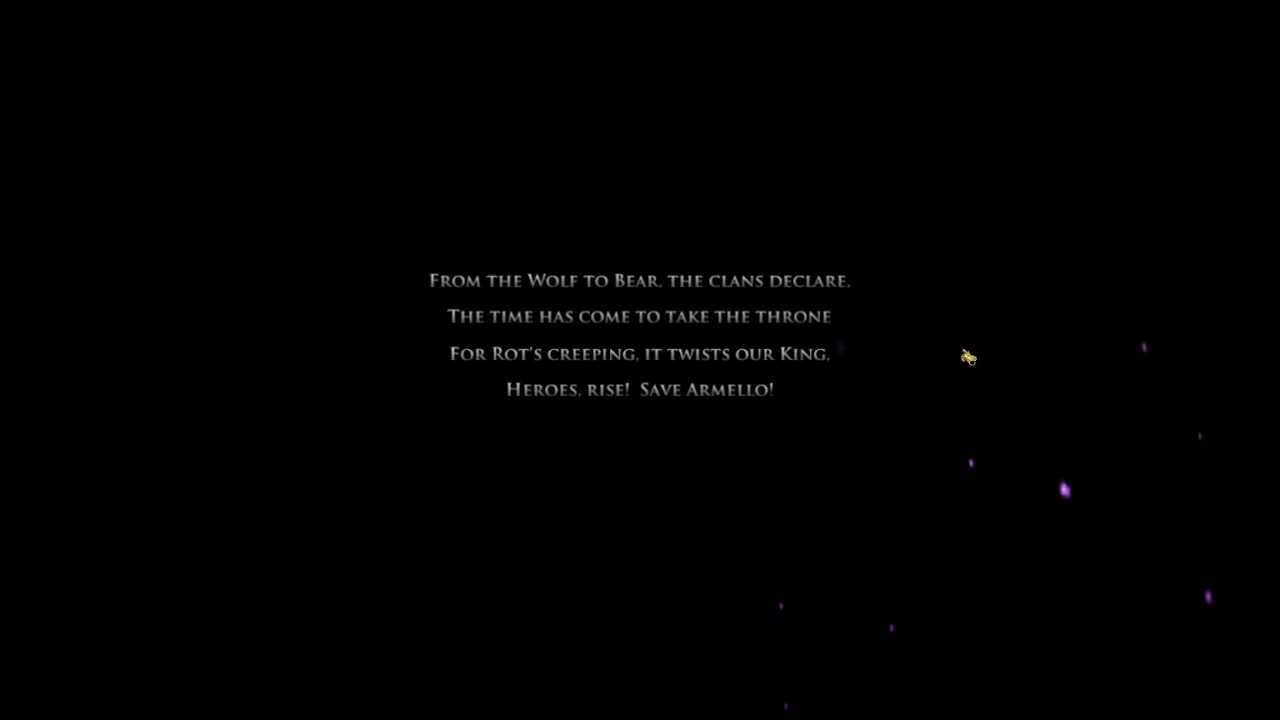 From the Wolf to Bear, the clans declare,
The time has come to take the throne
For Rot's creeping, it twists our King,
Heroes, rise!  Save Armello!